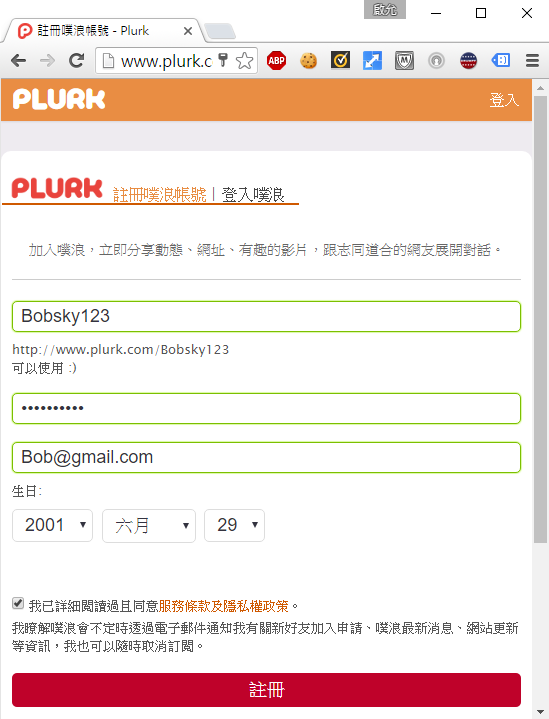 啟允
註冊噗浪帳號 - Plurk
www.plurk.c
ABP
PLURK
登入
PLURK 註冊噗浪帳號 | 登入噗浪
加入噗浪，立即分享動態、網址、有趣的影片，跟志同道合的網友展開對話。
Bobsky123
http://www.plurk.com/Bobsky123
可以使用 :)
••••••••••
Bob@gmail.com
生日:
2001 六月 29
我已詳細閱讀過且同意服務條款及隱私權政策。
我瞭解噗浪會不定時透過電子郵件通知我有關新好友加入申請、噗浪最新消息、網站更新
等資訊，我也可以隨時取消訂閱。
註冊